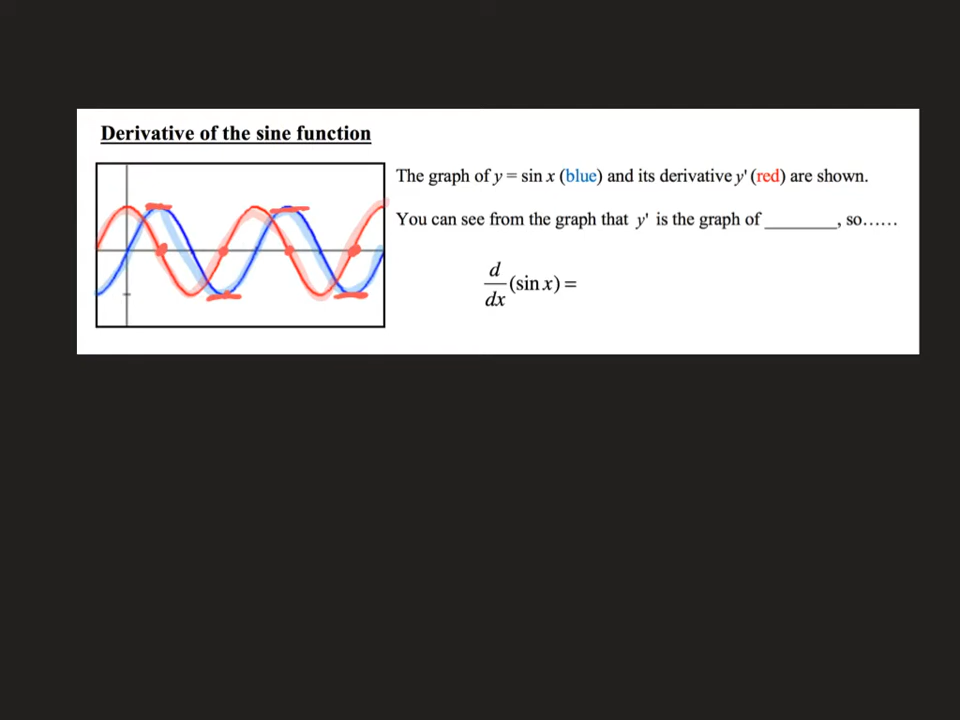 Derivative of the sine function
The graph of y = sin x (blue) and its derivative y' (red) are shown.
You can see from the graph that y' is the graph of ________, so……
d/dx (sin x) =